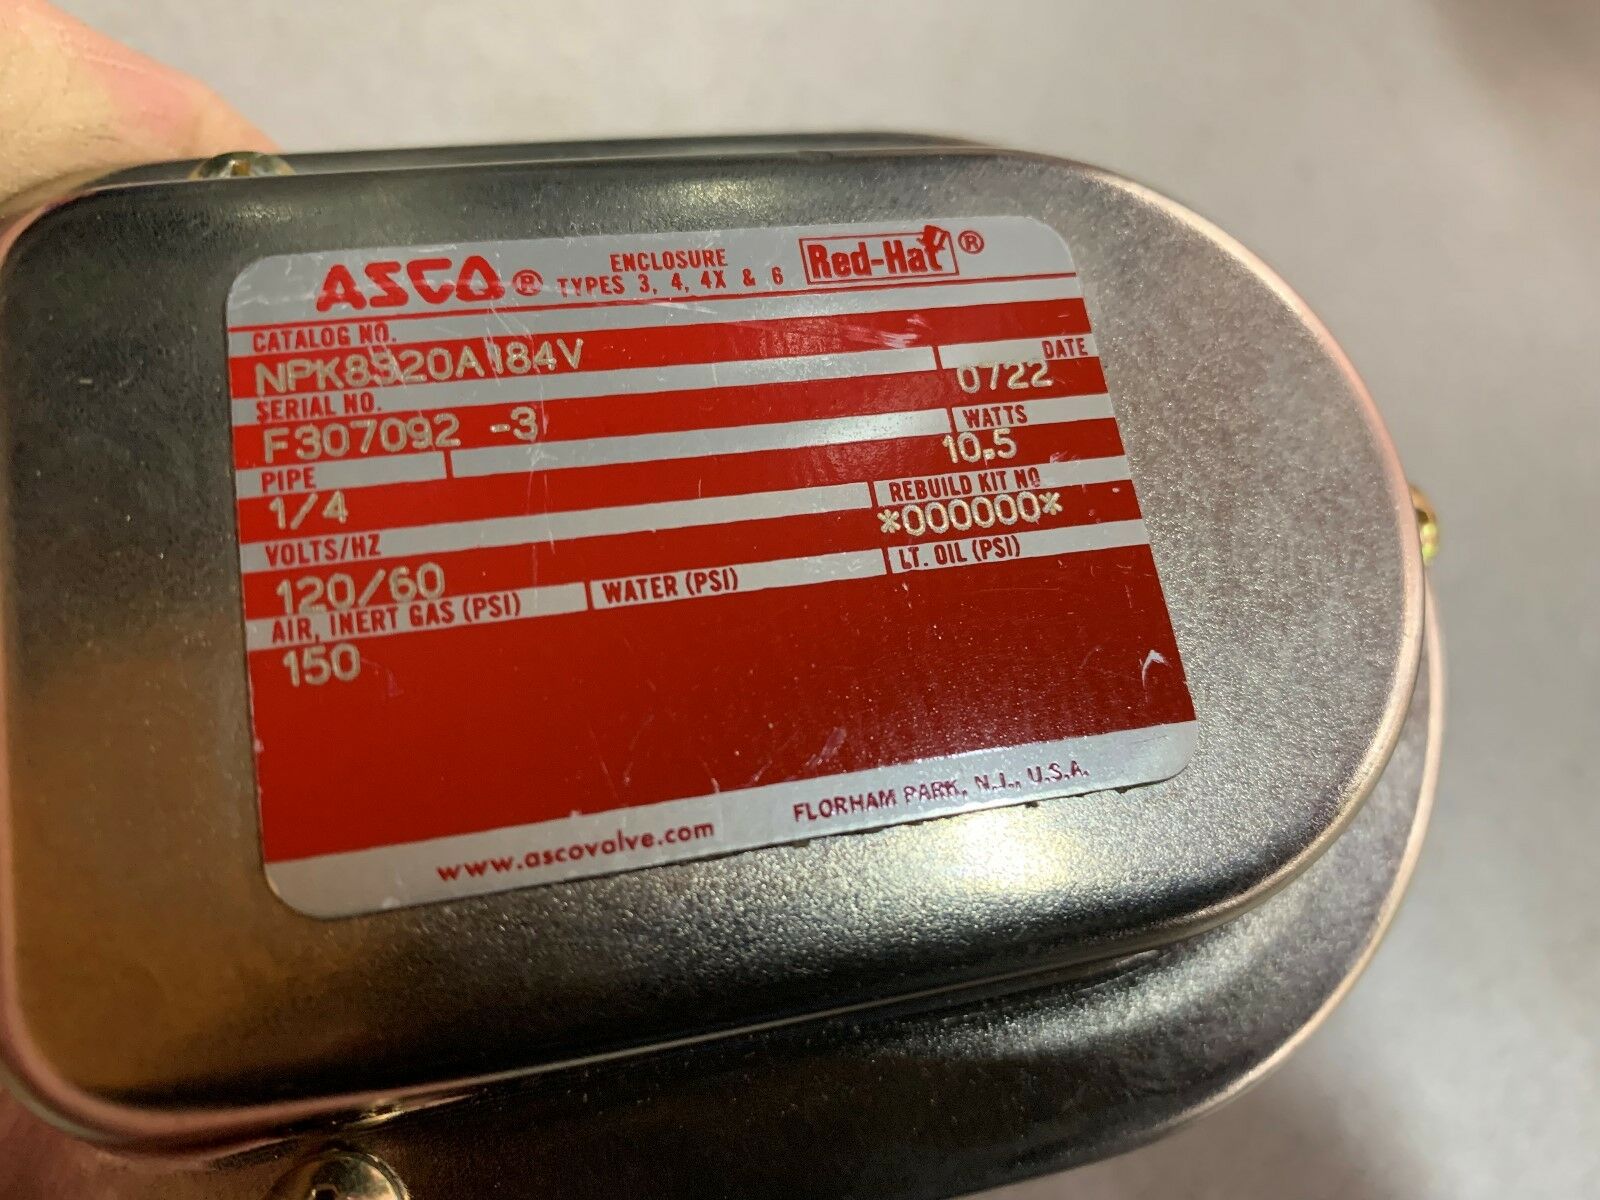 ASCO® ENCLOSURE TYPES 3, 4, 4X & 6 Red-Hat®
CATALOG NO.
NPK8320A184V
DATE
0722
SERIAL NO.
F307092 -3
WATTS
10.5
PIPE
1/4
REBUILD KIT NO
*000000*
VOLTS/HZ
120/60
AIR, INERT GAS (PSI) WATER (PSI) LT. OIL (PSI)
150
www.ascovalve.com FLORHAM PARK, N.J., U.S.A.